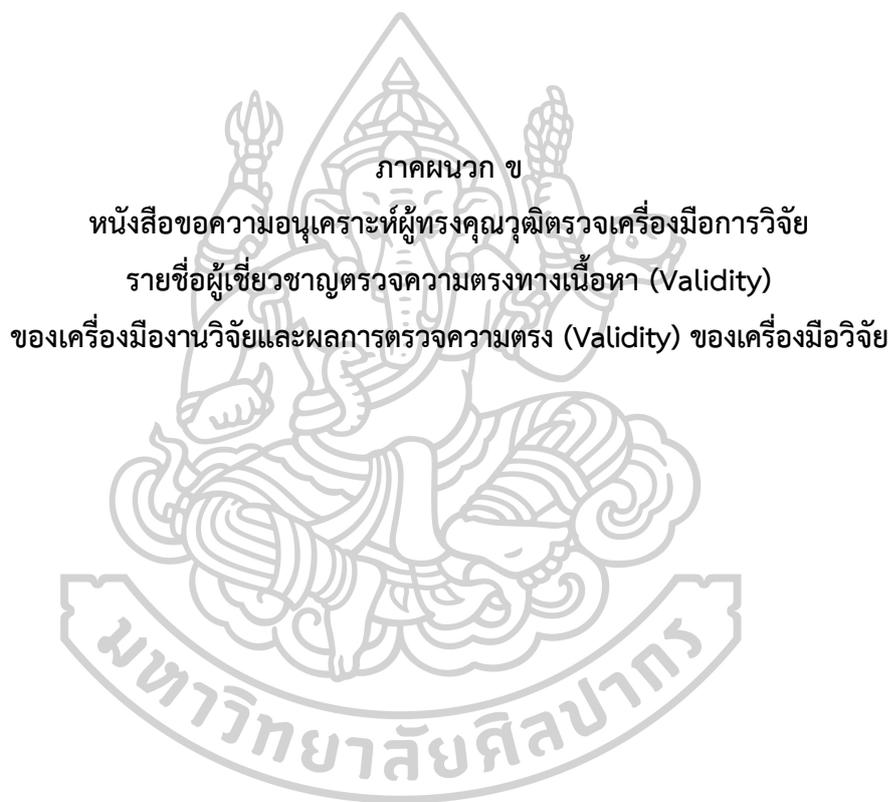 ภาคผนวก ข
หนังสือขอความอนุเคราะห์ผู้ทรงคุณวุฒิตรวจเครื่องมือการวิจัย
รายชื่อผู้เชี่ยวชาญตรวจความตรงทางเนื้อหา (Validity)
ของเครื่องมืองานวิจัยและผลการตรวจความตรง (Validity) ของเครื่องมือวิจัย
มหาวิทยาลัยศิลปากร